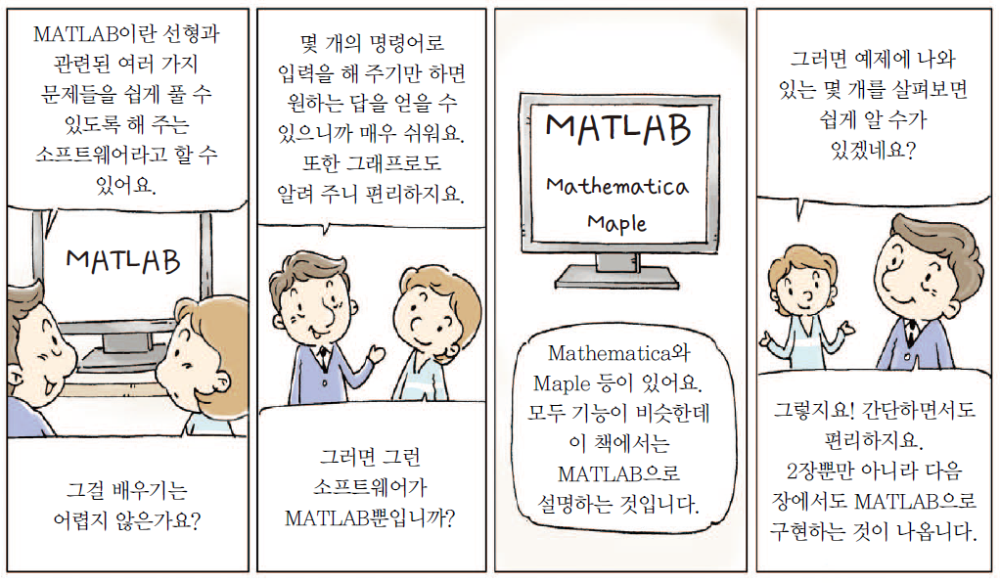 MATLAB이란 선형과
관련된 여러 가지
문제들을 쉽게 풀 수
있도록 해 주는
소프트웨어라고 할 수
있어요.
MATLAB
그걸 배우기는
어렵지 않은가요?
몇 개의 명령어로
입력을 해 주기만 하면
원하는 답을 얻을 수
있으니까 매우 쉬워요.
또한 그래프로도
알려 주니 편리하지요.
그러면 그런
소프트웨어가
MATLAB뿐입니까?
MATLAB
Mathematica
Maple
Mathematica와
Maple 등이 있어요.
모두 기능이 비슷한데
이 책에서는
MATLAB으로
설명하는 것입니다.
그러면 예제에 나와
있는 몇 개를 살펴보면
쉽게 알 수가
있겠네요?
그렇지요! 간단하면서도
편리하지요.
2장뿐만 아니라 다음
장에서도 MATLAB으로
구현하는 것이 나옵니다.